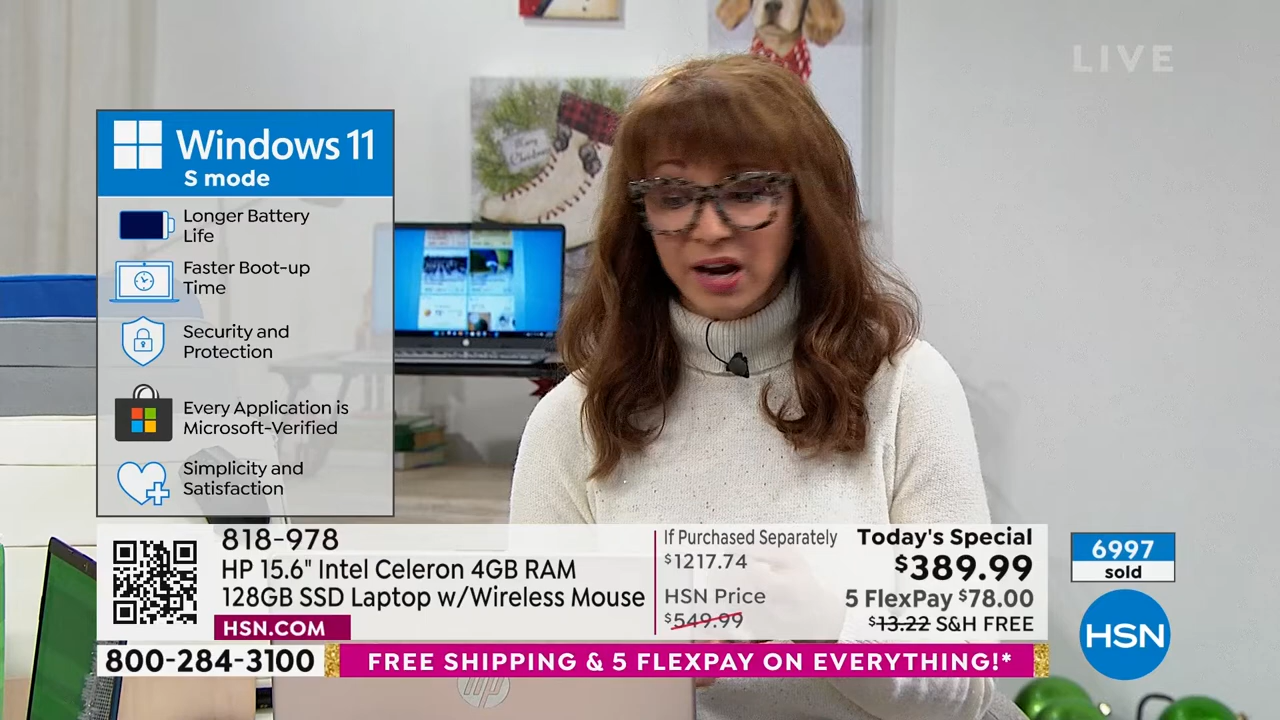 LIVE
Windows 11
S mode
Longer Battery
Life
Faster Boot-up
Time
Security and
Protection
Every Application is
Microsoft-Verified
Simplicity and
Satisfaction
Merry
Christmas
818-978
HP 15.6" Intel Celeron 4GB RAM
128GB SSD Laptop w/Wireless Mouse
HSN.COM
If Purchased Separately
$1217.74
HSN Price
$549.99
Today's Special
$389.99
5 FlexPay $78.00
$13.22 S&H FREE
6997
sold
HSN
800-284-3100
FREE SHIPPING & 5 FLEXPAY ON EVERYTHING!*
hp